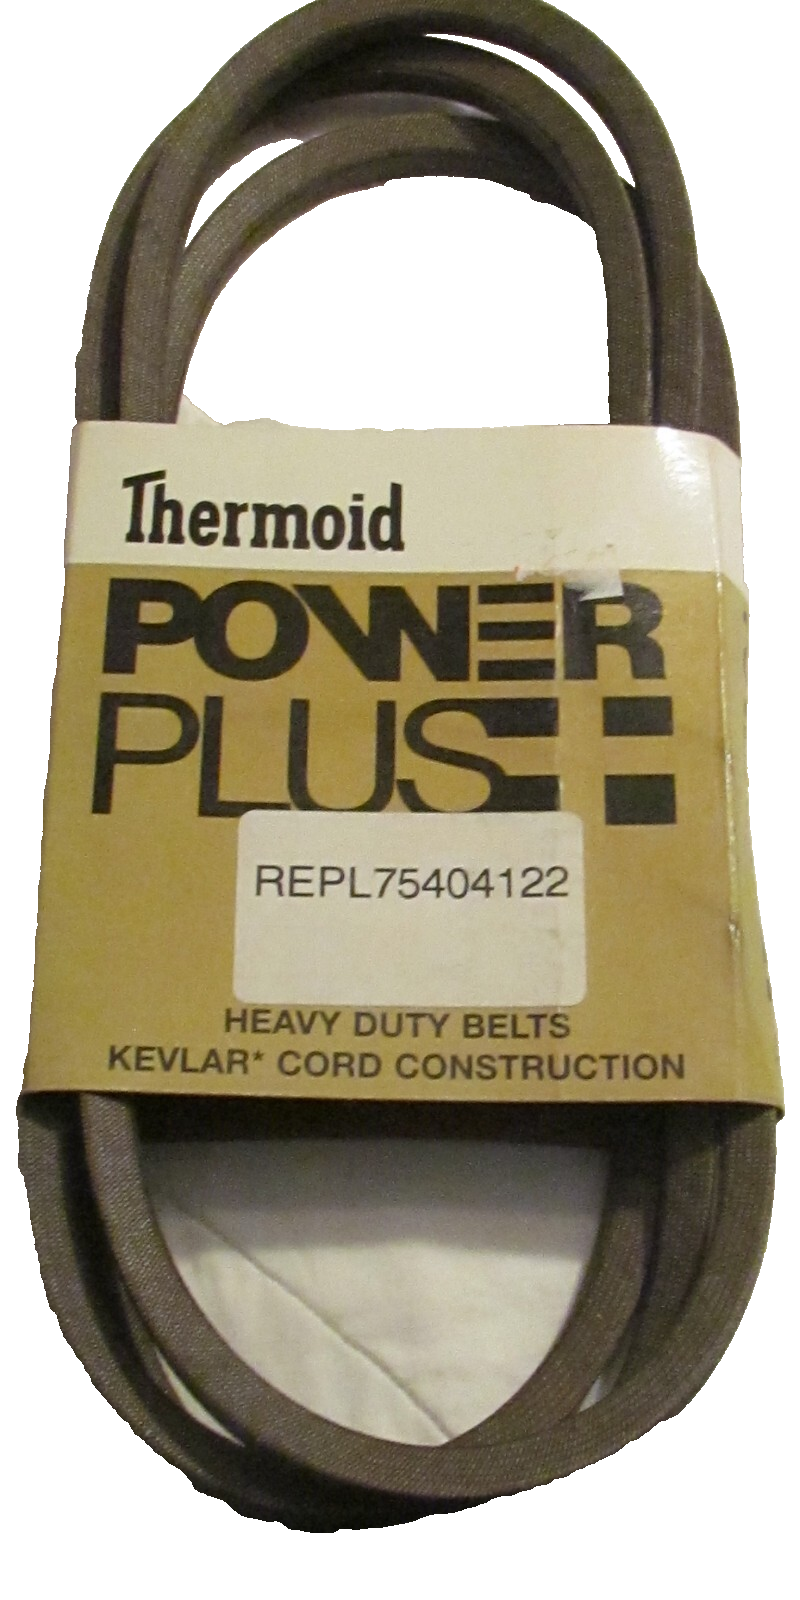 Thermoid
POWER
PLUS
REPL75404122
HEAVY DUTY BELTS
KEVLAR* CORD CONSTRUCTION